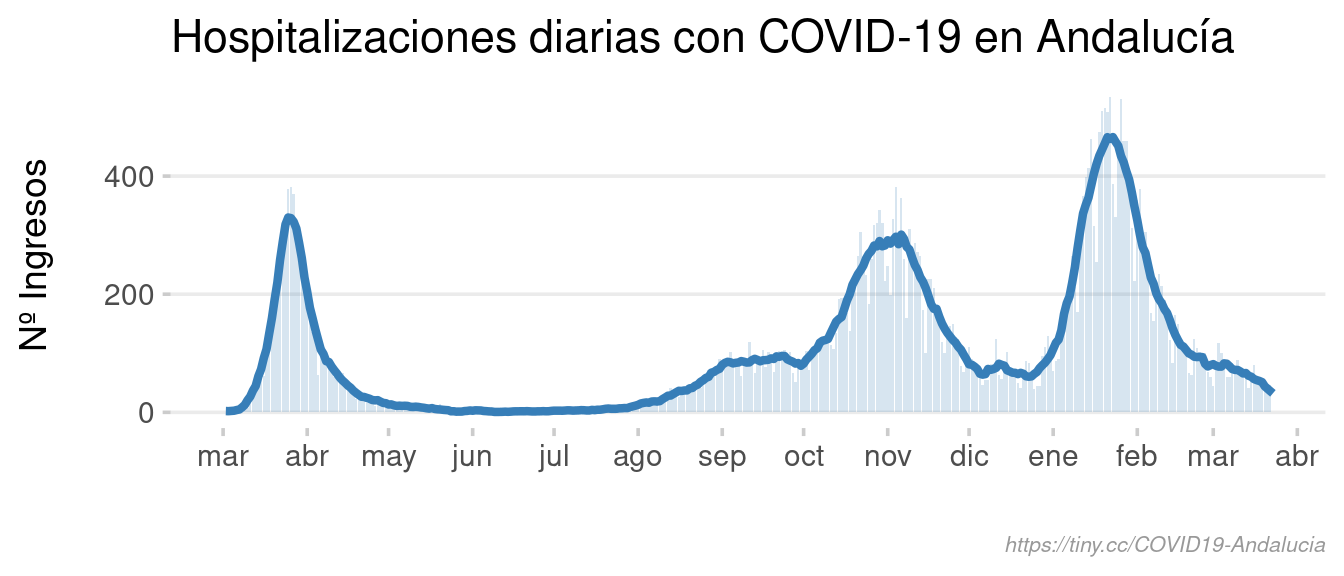 Hospitalizaciones diarias con COVID-19 en Andalucía
Nº Ingresos
400
200
0
mar abr may jun jul ago sep oct nov dic ene feb mar abr
https://tiny.cc/COVID19-Andalucia